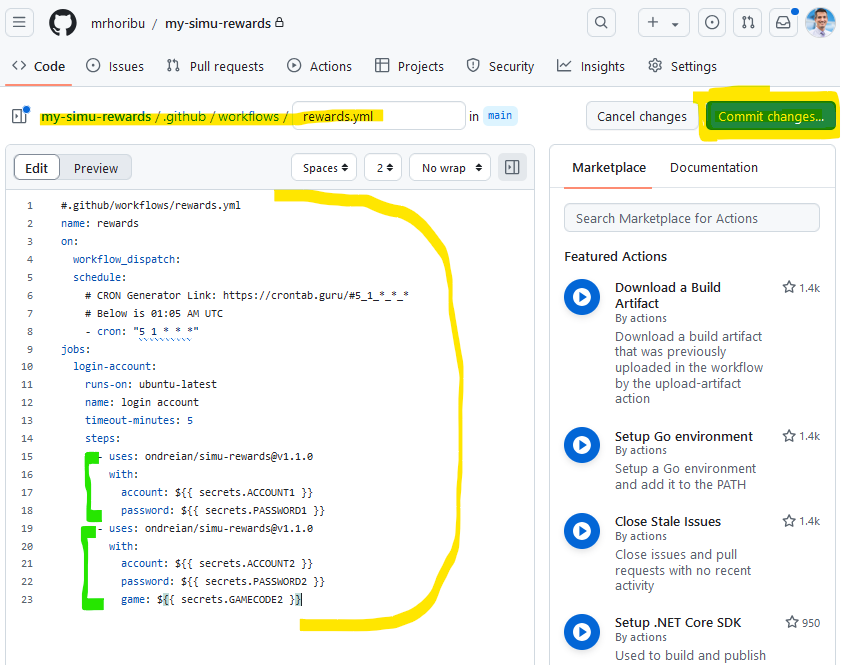 mrhoribu / my-simu-rewards
Code
Issues
Pull requests
Actions
Projects
Security
Insights
Settings
my-simu-rewards / .github / workflows / rewards.yml in main
Cancel changes
Commit changes...
Edit
Preview
Spaces
2
No wrap
1 #.github/workflows/rewards.yml
2 name: rewards
3 on:
4 workflow_dispatch:
5 schedule:
6 # CRON Generator Link: https://crontab.guru/#5_1_*_*_*
7 # Below is 01:05 AM UTC
8 - cron: "5 1 * * *"
9 jobs:
10 login-account:
11 runs-on: ubuntu-latest
12 name: login account
13 timeout-minutes: 5
14 steps:
15 - uses: ondreian/simu-rewards@v1.1.0
16 with:
17 account: ${{ secrets.ACCOUNT1 }}
18 password: ${{ secrets.PASSWORD1 }}
19 - uses: ondreian/simu-rewards@v1.1.0
20 with:
21 account: ${{ secrets.ACCOUNT2 }}
22 password: ${{ secrets.PASSWORD2 }}
23 game: ${{ secrets.GAMECODE2 }}
Marketplace
Documentation
Search Marketplace for Actions
Featured Actions
Download a Build
Artifact
1.4k
By actions
Download a build artifact
that was previously
uploaded in the workflow
by the upload-artifact
action
Setup Go environment
1.4k
By actions
Setup a Go environment
and add it to the PATH
Close Stale Issues
1.4k
By actions
Close issues and pull
requests with no recent
activity
Setup .NET Core SDK
950
By actions
Used to build and publish